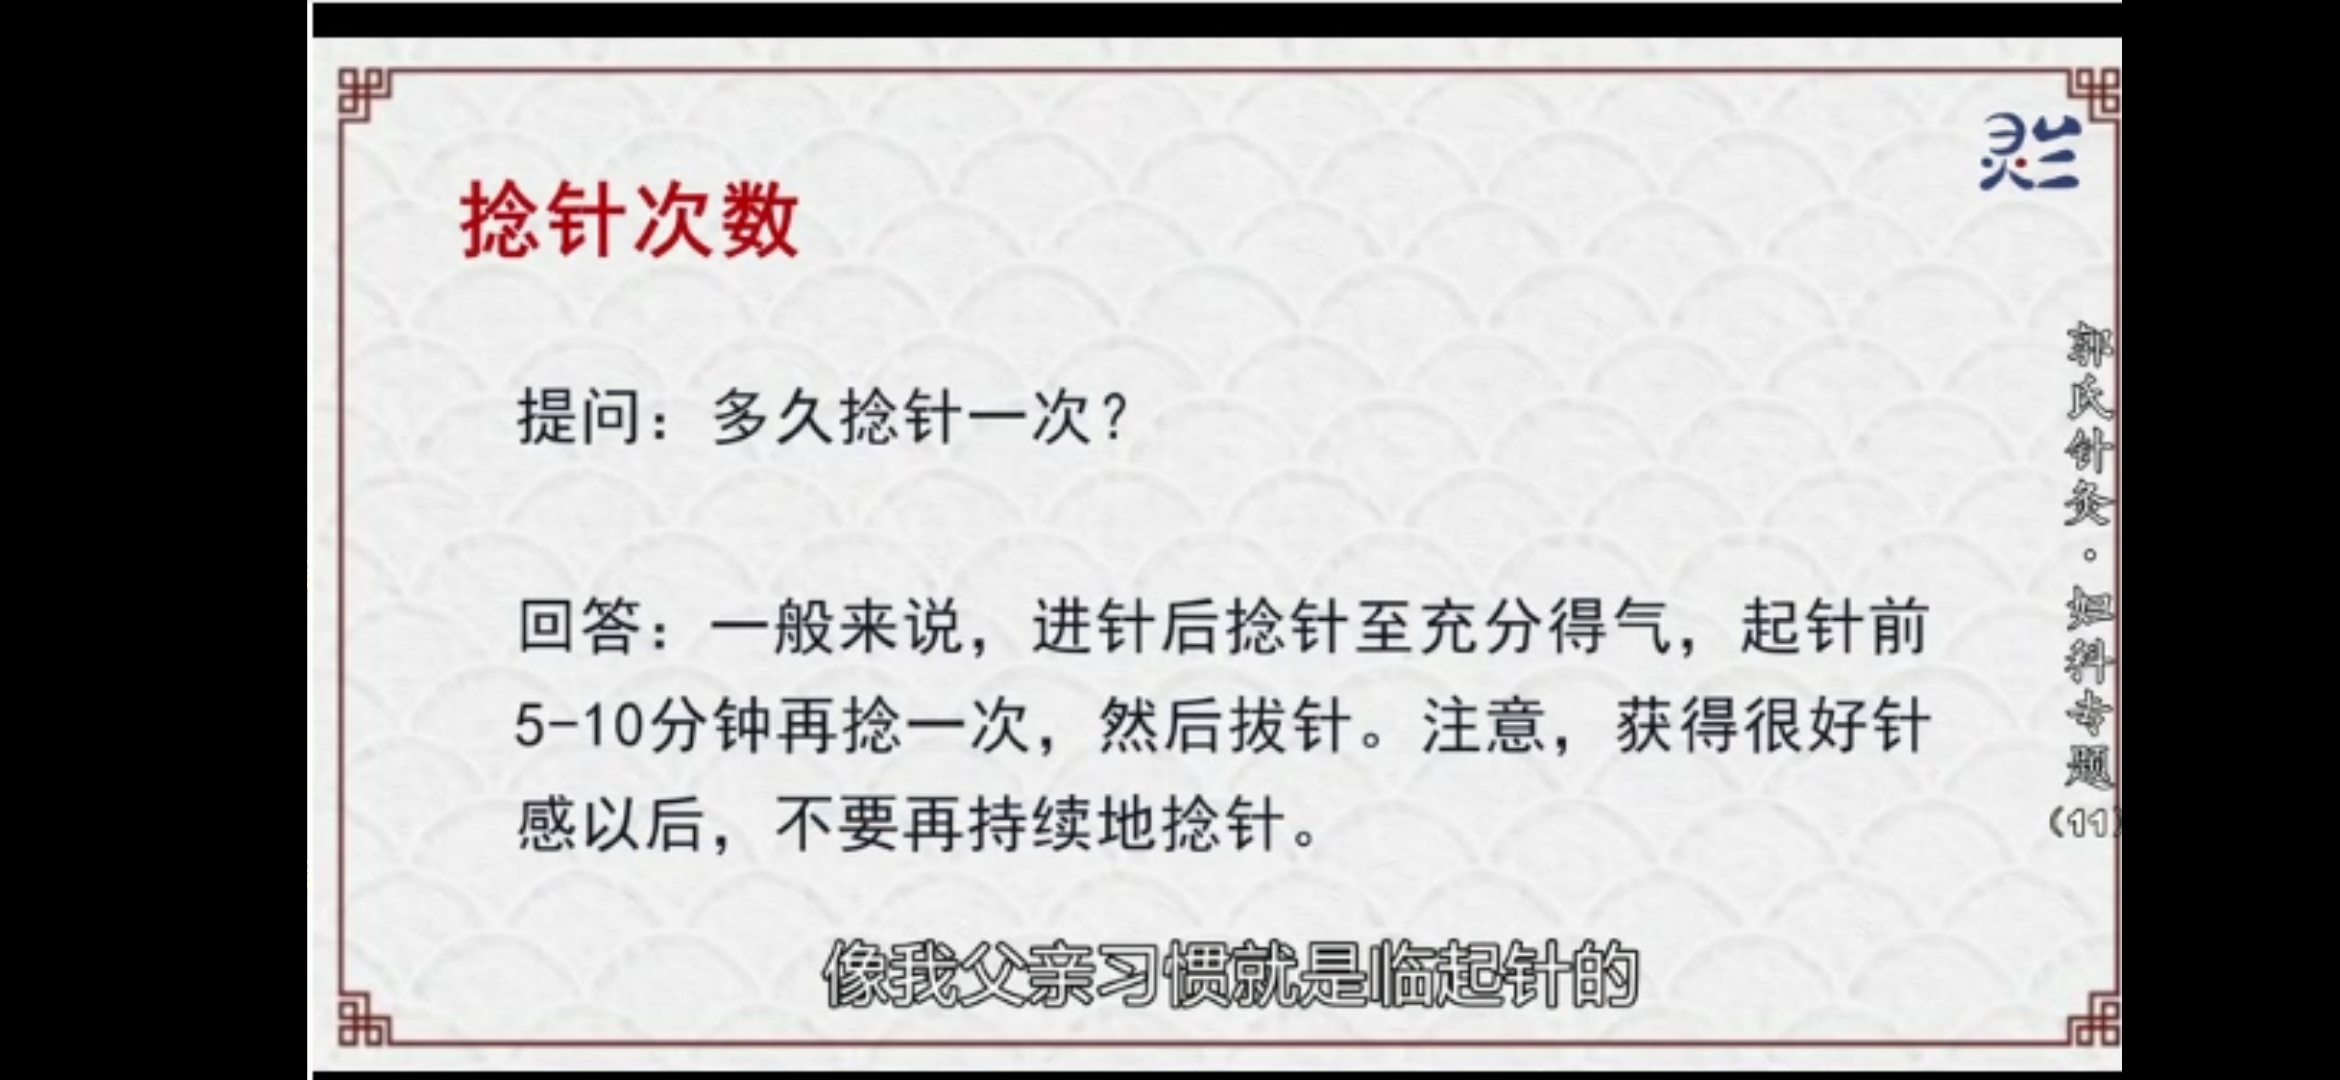 捻针次数
提问：多久捻针一次？
回答：一般来说，进针后捻针至充分得气，起针前
5-10分钟再捻一次，然后拔针。注意，获得很好针
感以后，不要再持续地捻针。
像我父亲习惯就是临起针的
郭氏针灸·妇科专题(11)